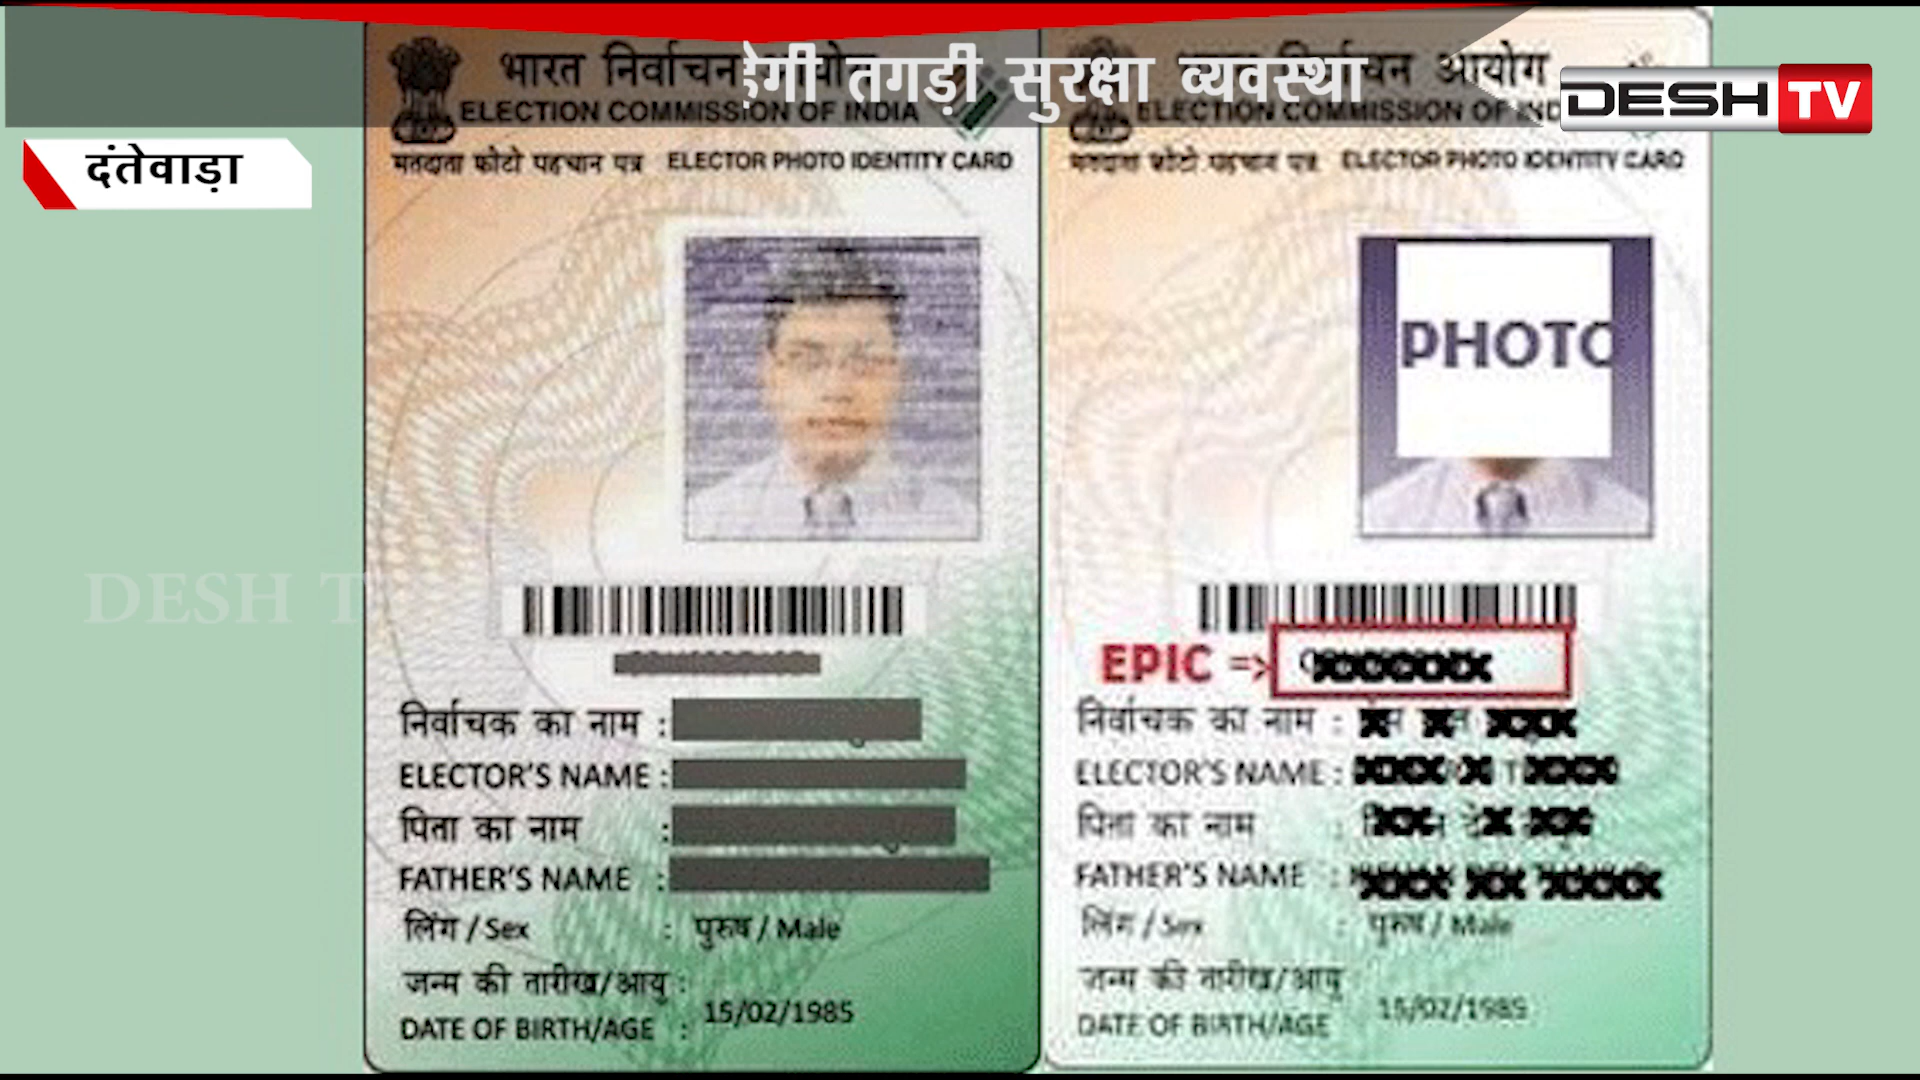 भारत निर्वाचन
ELECTION COMMISSION OF INDIA
मतदाता फोटो पहचान पत्र ELECTOR PHOTO IDENTITY CARD
निर्वाचक का नाम :
ELECTOR'S NAME :
पिता का नाम :
FATHER'S NAME :
लिंग / Sex : पुरुष / Male
जन्म की तारीख/आयु :
DATE OF BIRTH/AGE : 15/02/1985
आयोग
ELECTION COMMISSION OF
मतदाता फोटो पहचान पत्र ELECTOR PHOTO IDENTITY CARD
PHOTO
EPIC =>
निर्वाचक का नाम :
ELECTOR'S NAME :
पिता का नाम :
FATHER'S NAME :
लिंग / Sex : पुरुष / Male
जन्म की तारीख/आयु :
DATE OF BIRTH/AGE 15/02/1985
तगड़ी सुरक्षा व्यवस्था
DESH TV
दंतेवाड़ा
DESH T